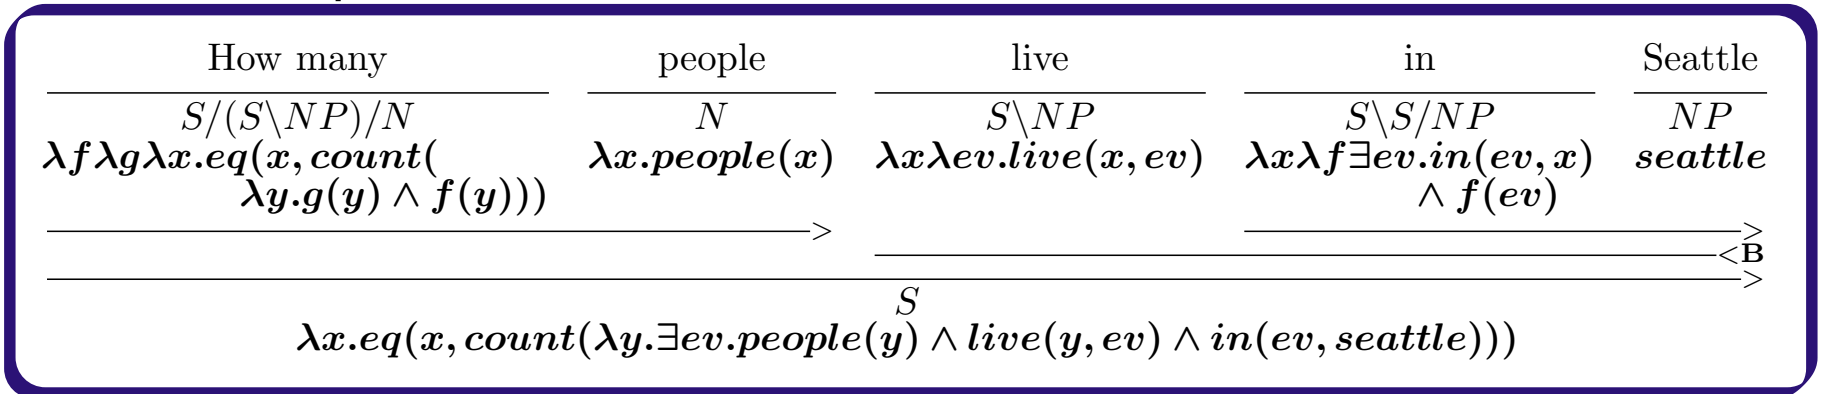 How many people live in Seattle
S/(S\NP)/N N S\NP S\S/NP NP
λfλgλx.eq(x, count( λx.people(x) λxλev.live(x, ev) λxλf∃ev.in(ev, x) seattle
λy.g(y) ∧ f(y))) ∧ f(ev)
> >
<B
>
S
λx.eq(x, count(λy.∃ev.people(y) ∧ live(y, ev) ∧ in(ev, seattle)))